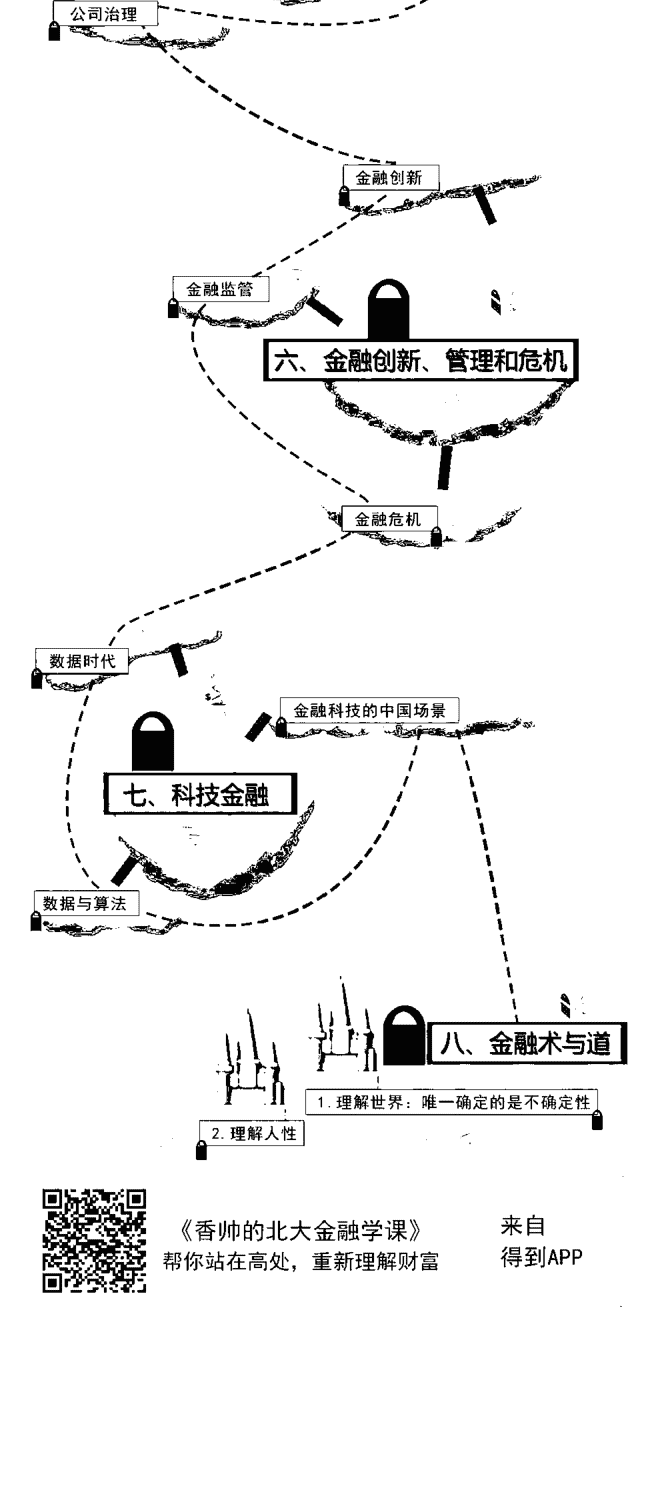 公司治理
金融创新
金融监管
六、金融创新、管理和危机
金融危机
数据时代
金融科技的中国场景
七、科技金融
数据与算法
八、金融术与道
1.理解世界：唯一确定的是不确定性
2.理解人性
《香帅的北大金融学课》
帮你站在高处，重新理解财富
来自
得到APP